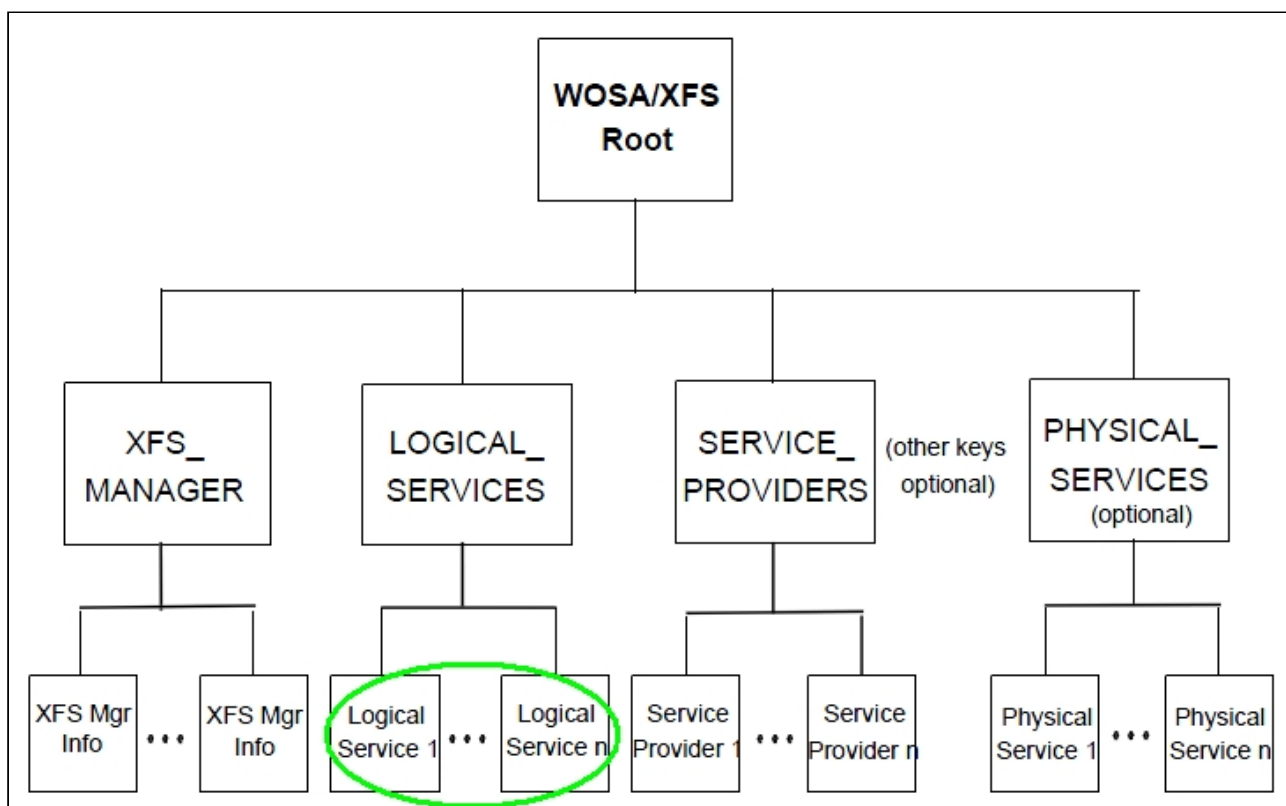 WOSA/XFS
Root
XFS_
MANAGER
LOGICAL_
SERVICES
SERVICE_
PROVIDERS
(other keys
optional)
PHYSICAL_
SERVICES
(optional)
XFS Mgr
Info
•••
XFS Mgr
Info
Logical
Service 1
•••
Logical
Service n
Service
Provider 1
•••
Service
Provider n
Physical
Service 1
•••
Physical
Service n